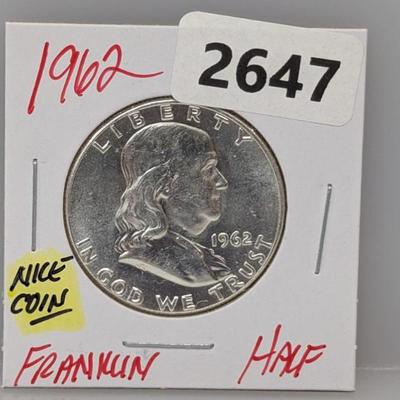 1962
2647
LIBERTY
1962
IN GOD WE TRUST
NICE
COIN
FRANKLIN HALF